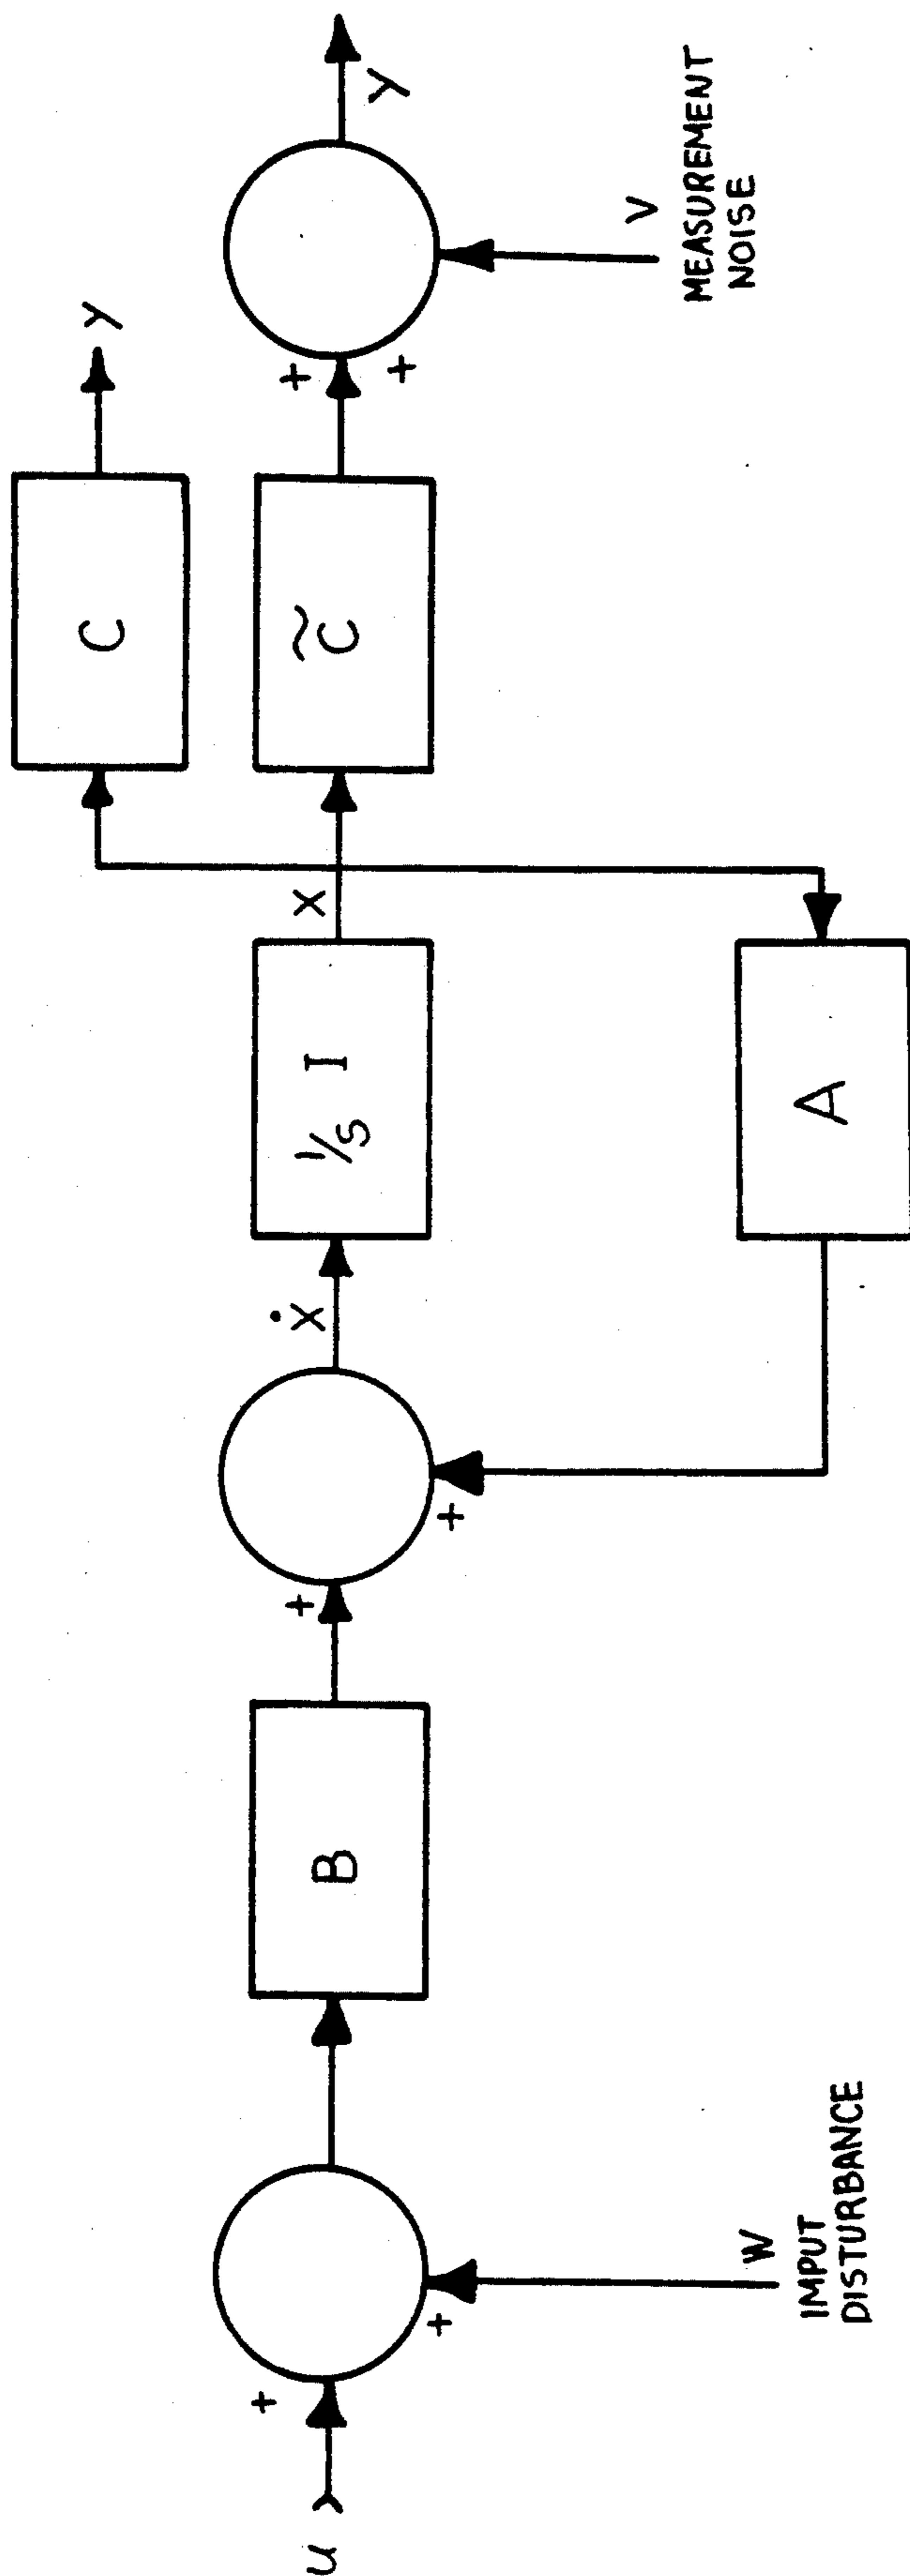 u
+
+
W
IMPUT
DISTURBANCE
B
+
+
Ẋ
1/S I
X
A
C
y
C̃
+
+
y
V
MEASUREMENT
NOISE